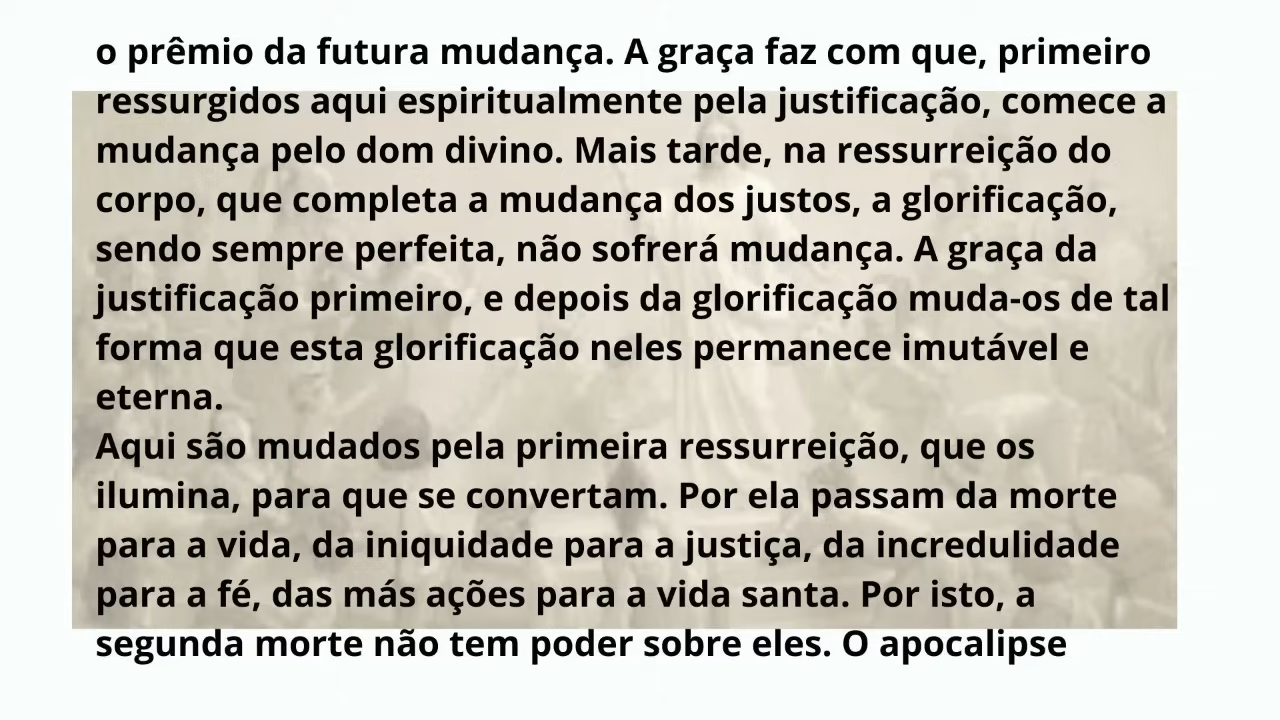 o prêmio da futura mudança. A graça faz com que, primeiro
ressurgidos aqui espiritualmente pela justificação, comece a
mudança pelo dom divino. Mais tarde, na ressurreição do
corpo, que completa a mudança dos justos, a glorificação,
sendo sempre perfeita, não sofrerá mudança. A graça da
justificação primeiro, e depois da glorificação muda-os de tal
forma que esta glorificação neles permanece imutável e
eterna.
Aqui são mudados pela primeira ressurreição, que os
ilumina, para que se convertam. Por ela passam da morte
para a vida, da iniquidade para a justiça, da incredulidade
para a fé, das más ações para a vida santa. Por isto, a
segunda morte não tem poder sobre eles. O apocalipse